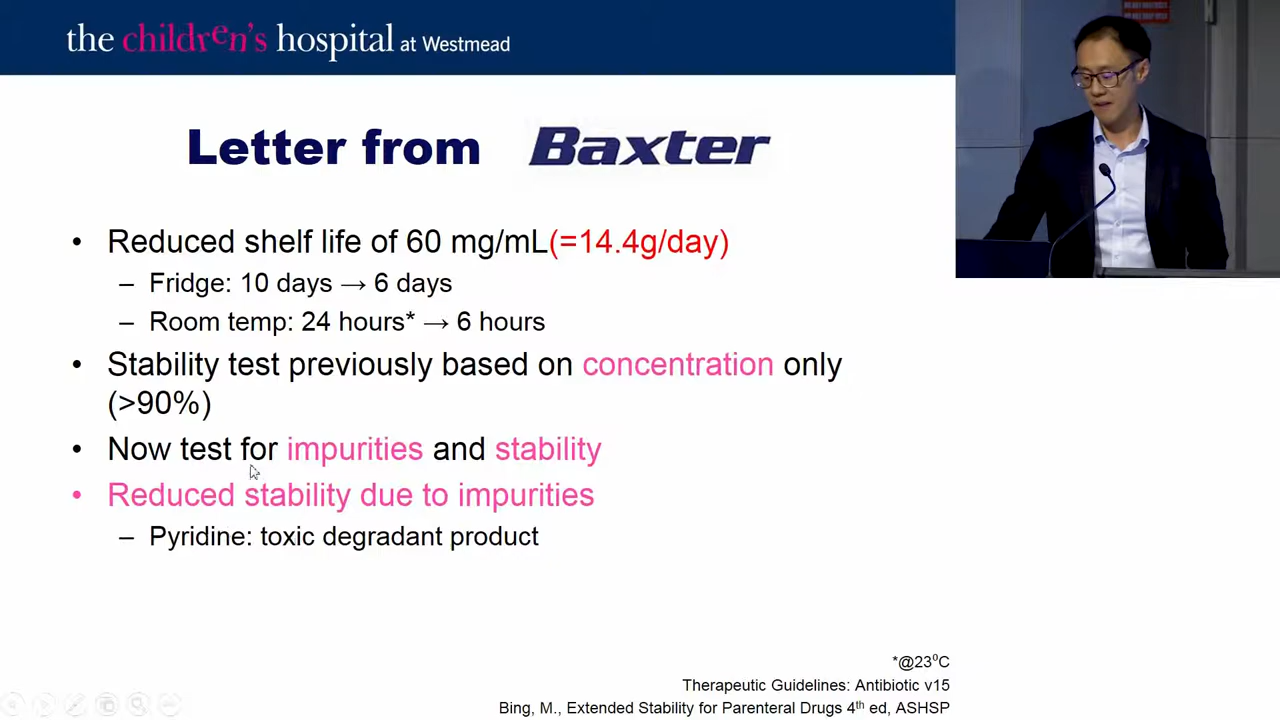 the children's hospital at Westmead
Letter from Baxter
• Reduced shelf life of 60 mg/mL(=14.4g/day)
– Fridge: 10 days → 6 days
– Room temp: 24 hours* → 6 hours
• Stability test previously based on concentration only
(>90%)
• Now test for impurities and stability
• Reduced stability due to impurities
– Pyridine: toxic degradant product
*@23⁰C
Therapeutic Guidelines: Antibiotic v15
Bing, M., Extended Stability for Parenteral Drugs 4th ed, ASHSP